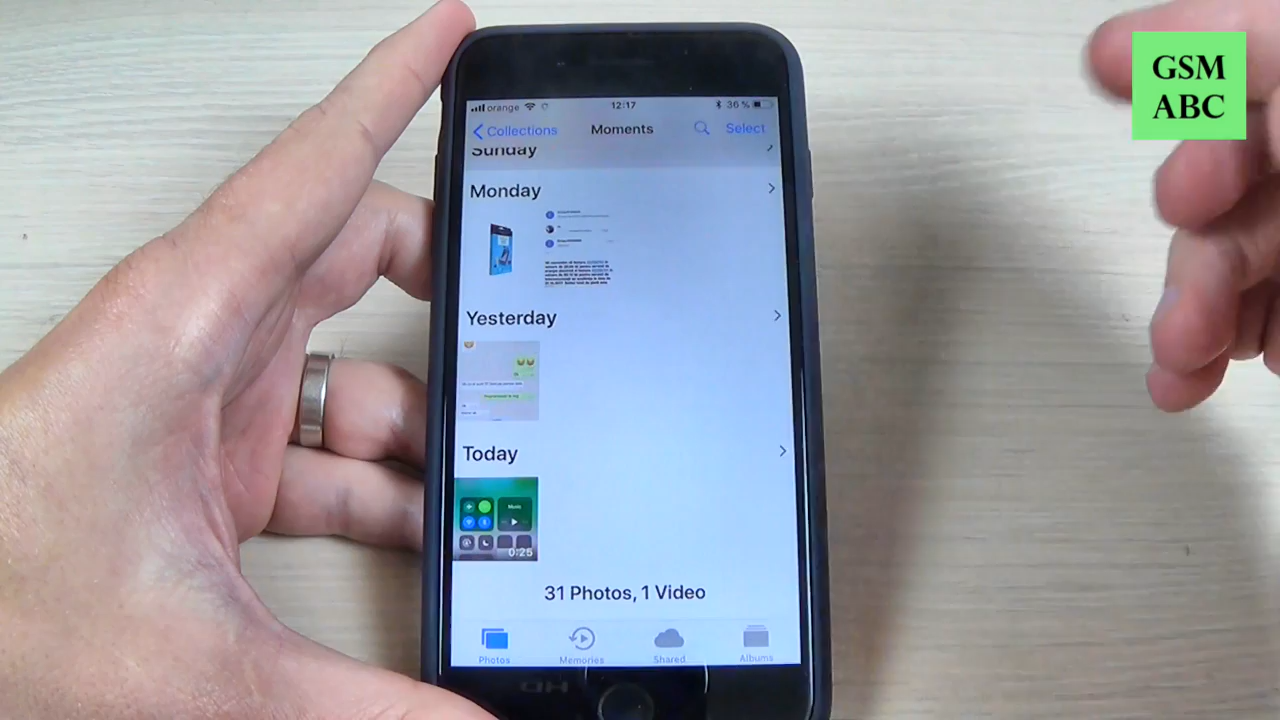 GSM
ABC
orange
12:17
36 %
Collections
Moments
Select
Sunday
Monday
Yesterday
Today
Music
0:25
31 Photos, 1 Video
Photos
Memories
Shared
Albums